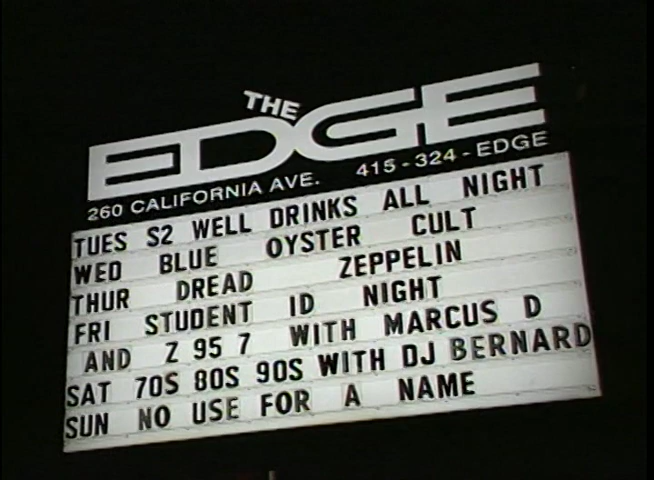 THE
EDGE
260 CALIFORNIA AVE. 415-324-EDGE
TUES S2 WELL DRINKS ALL NIGHT
WED BLUE OYSTER CULT
THUR DREAD ZEPPELIN
FRI STUDENT ID NIGHT
AND Z 95 7 WITH MARCUS D
SAT 70S 80S 90S WITH DJ BERNARD
SUN NO USE FOR A NAME